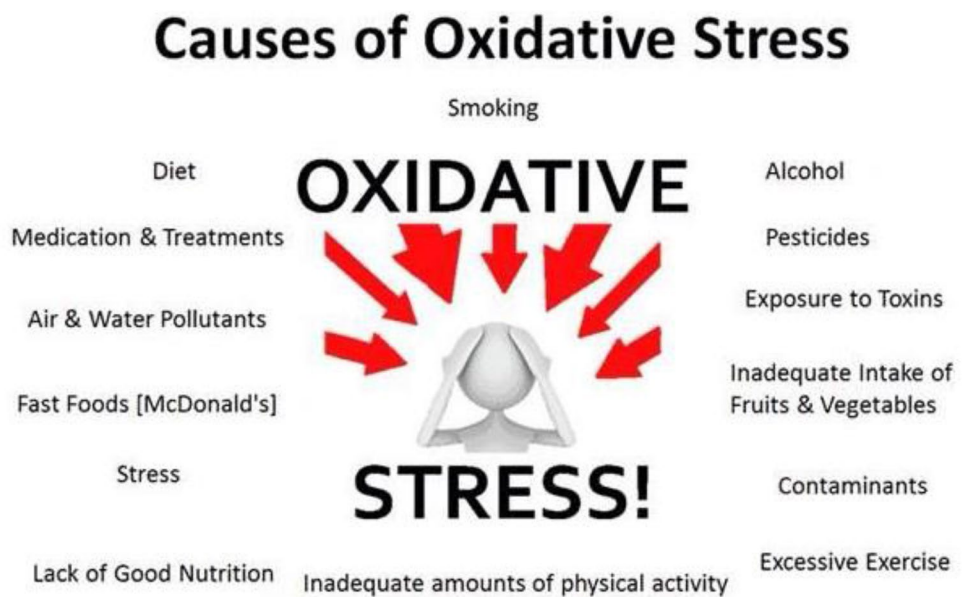 Causes of Oxidative Stress
Smoking
Diet
OXIDATIVE
Alcohol
Medication & Treatments
Pesticides
Exposure to Toxins
Air & Water Pollutants
Inadequate Intake of
Fruits & Vegetables
Fast Foods [McDonald's]
Stress
STRESS!
Contaminants
Excessive Exercise
Lack of Good Nutrition
Inadequate amounts of physical activity